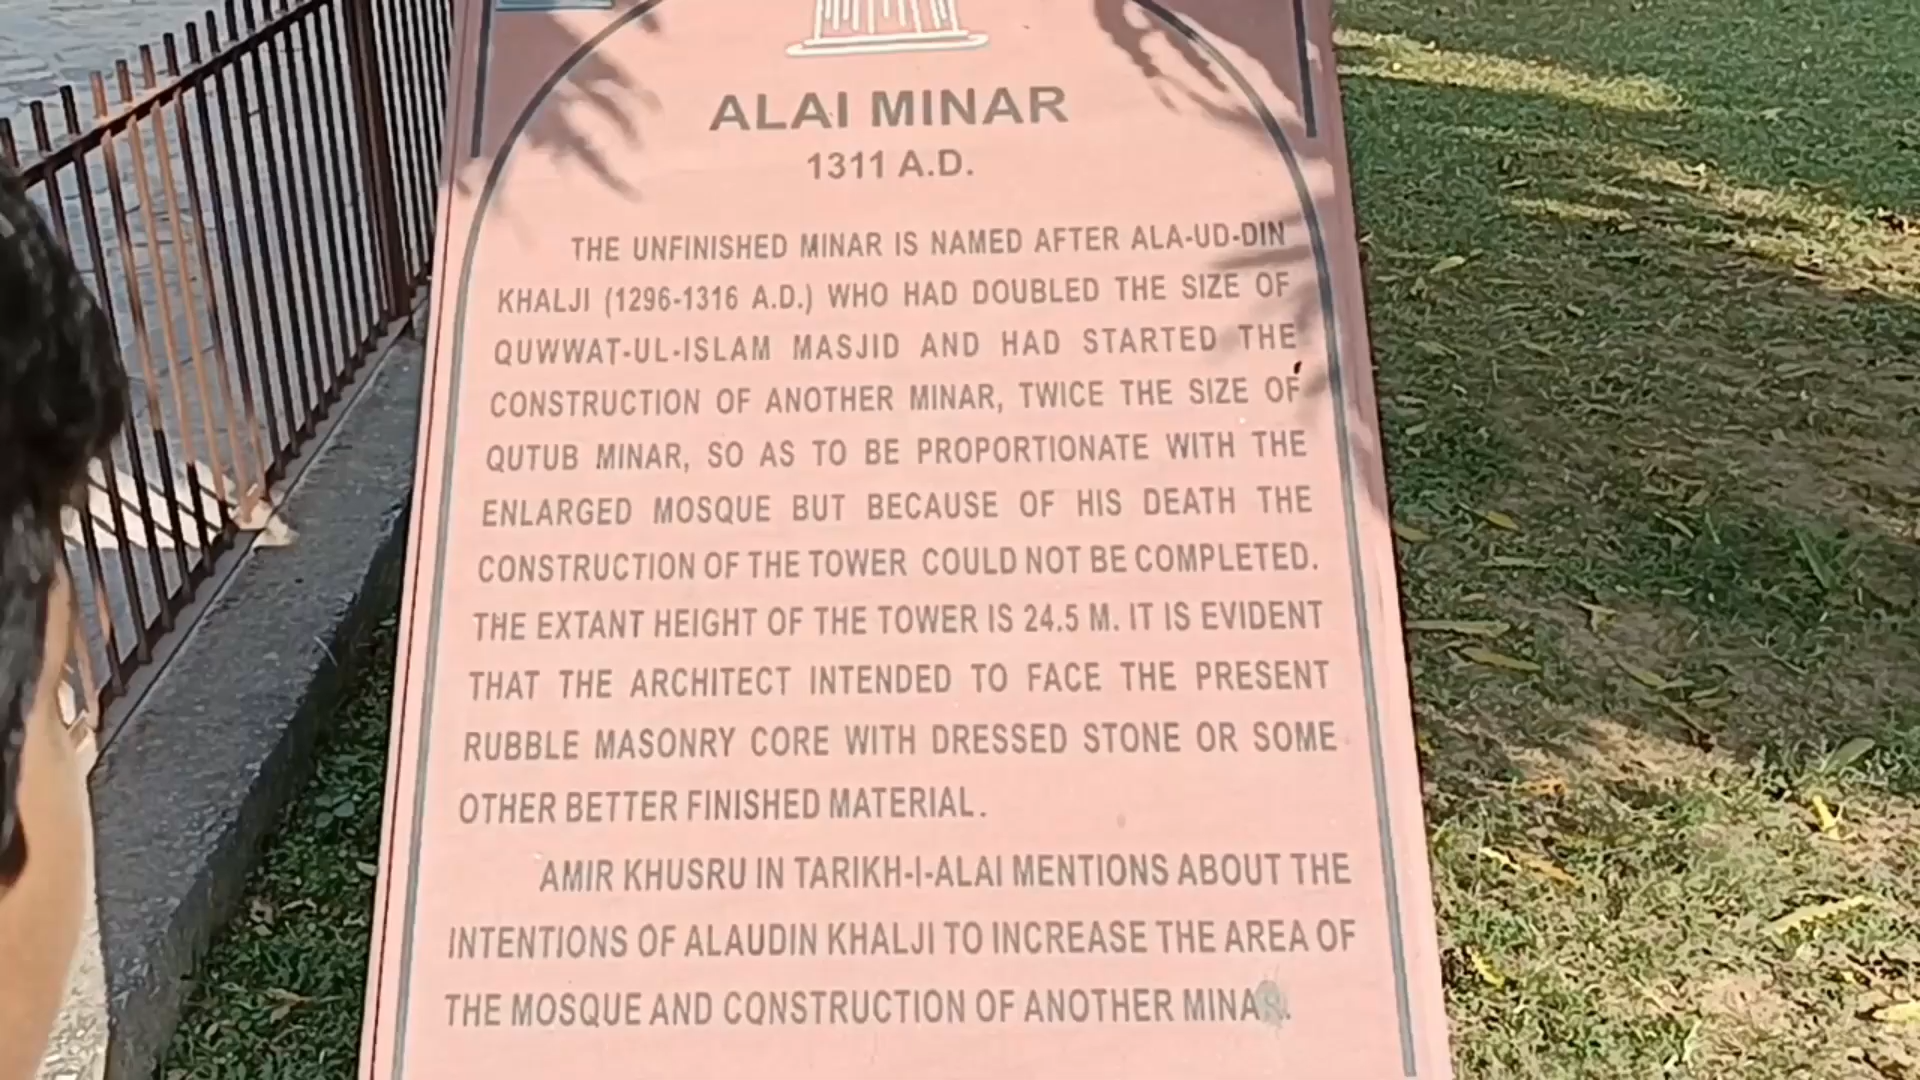 ALAI MINAR
1311 A.D.
THE UNFINISHED MINAR IS NAMED AFTER ALA-UD-DIN
KHALJI (1296-1316 A.D.) WHO HAD DOUBLED THE SIZE OF
QUWWAT-UL-ISLAM MASJID AND HAD STARTED THE
CONSTRUCTION OF ANOTHER MINAR, TWICE THE SIZE OF
QUTUB MINAR, SO AS TO BE PROPORTIONATE WITH THE
ENLARGED MOSQUE BUT BECAUSE OF HIS DEATH THE
CONSTRUCTION OF THE TOWER COULD NOT BE COMPLETED.
THE EXTANT HEIGHT OF THE TOWER IS 24.5 M. IT IS EVIDENT
THAT THE ARCHITECT INTENDED TO FACE THE PRESENT
RUBBLE MASONRY CORE WITH DRESSED STONE OR SOME
OTHER BETTER FINISHED MATERIAL.
AMIR KHUSRU IN TARIKH-I-ALAI MENTIONS ABOUT THE
INTENTIONS OF ALAUDIN KHALJI TO INCREASE THE AREA OF
THE MOSQUE AND CONSTRUCTION OF ANOTHER MINAR.